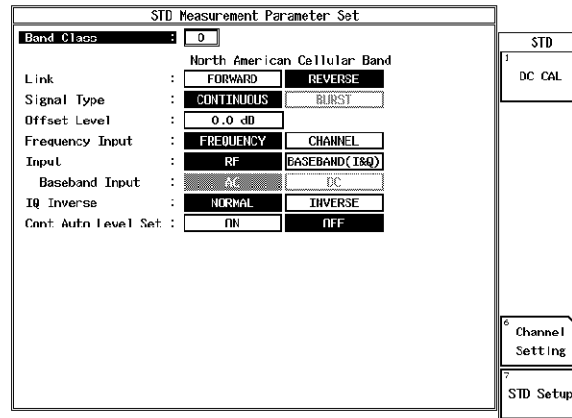 STD Measurement Parameter Set
Band Class : 0
North American Cellular Band
Link : FORWARD REVERSE
Signal Type : CONTINUOUS BURST
Offset Level : 0.0 dB
Frequency Input : FREQUENCY CHANNEL
Input : RF BASEBAND(I&Q)
Baseband Input : AC DC
IQ Inverse : NORMAL INVERSE
Cont Auto Level Set : ON OFF
STD
1
DC CAL
6
Channel
Setting
7
STD Setup